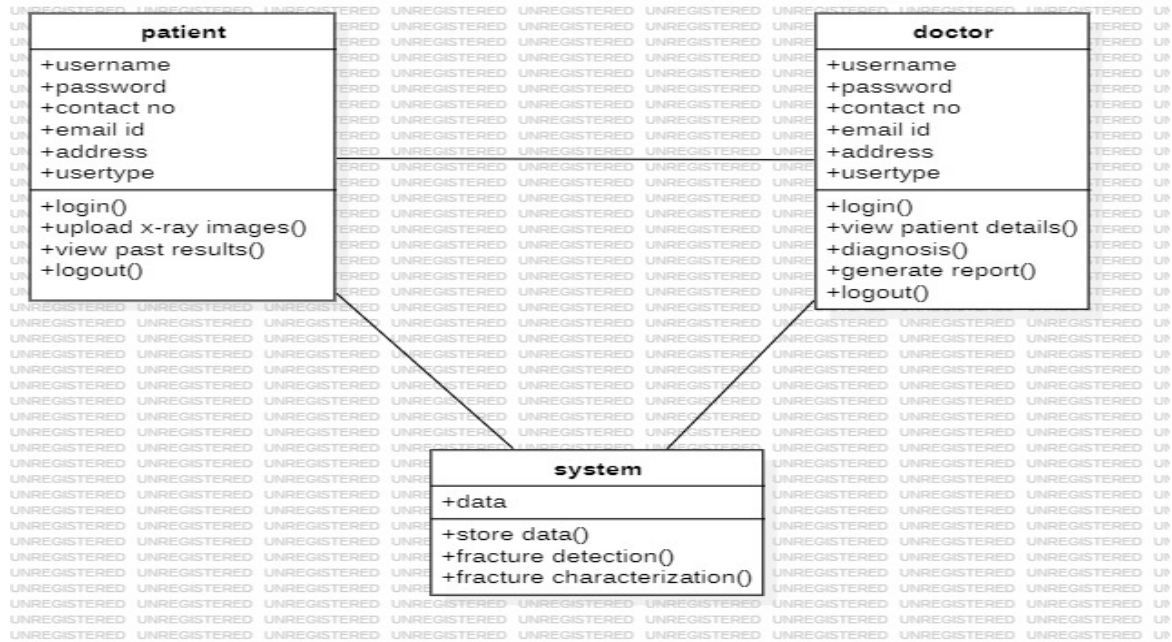 patient
+username
+password
+contact no
+email id
+address
+usertype
+login()
+upload x-ray images()
+view past results()
+logout()
doctor
+username
+password
+contact no
+email id
+address
+usertype
+login()
+view patient details()
+diagnosis()
+generate report()
+logout()
system
+data
+store data()
+fracture detection()
+fracture characterization()
UNREGISTERED